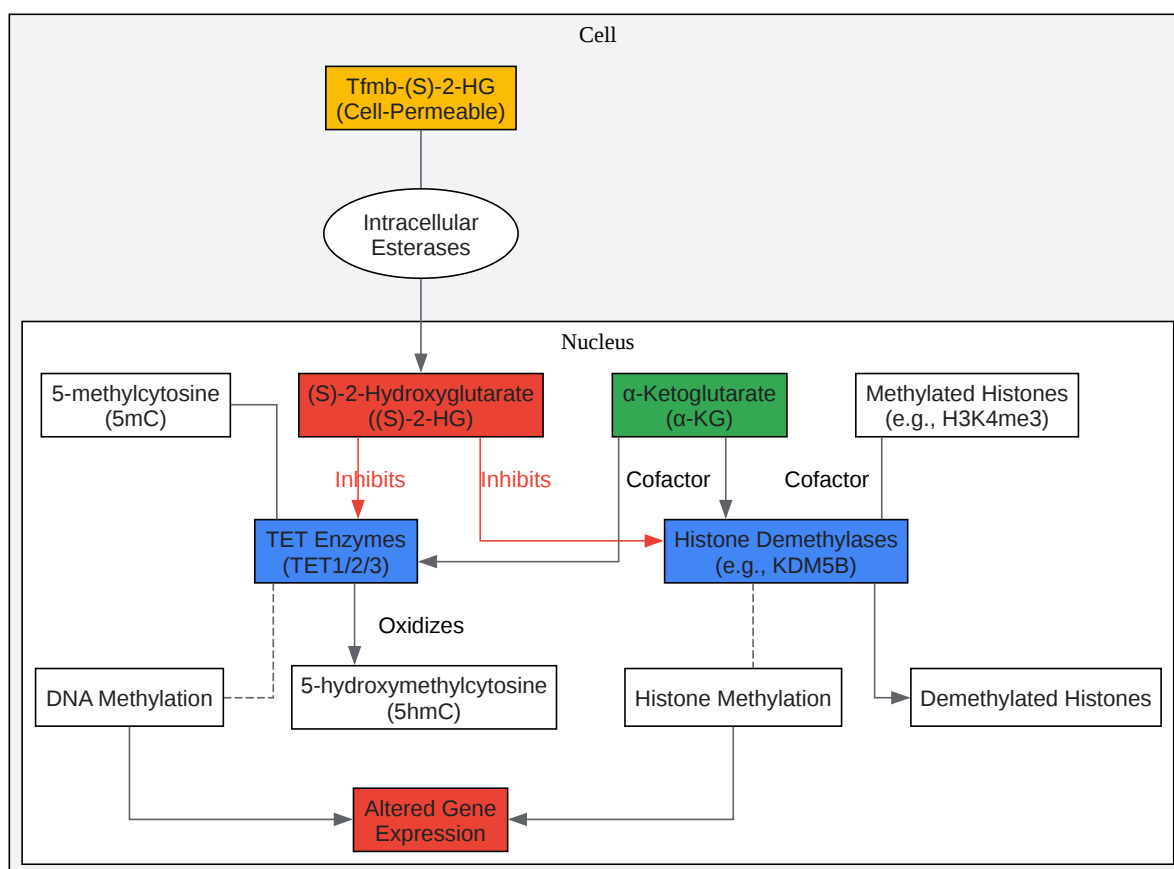 Cell
Tfmb-(S)-2-HG
(Cell-Permeable)
Intracellular
Esterases
Nucleus
5-methylcytosine
(5mC)
(S)-2-Hydroxyglutarate
((S)-2-HG)
α-Ketoglutarate
(α-KG)
Methylated Histones
(e.g., H3K4me3)
Inhibits
Inhibits
Cofactor
Cofactor
TET Enzymes
(TET1/2/3)
Histone Demethylases
(e.g., KDM5B)
Oxidizes
DNA Methylation
5-hydroxymethylcytosine
(5hmC)
Histone Methylation
Demethylated Histones
Altered Gene
Expression